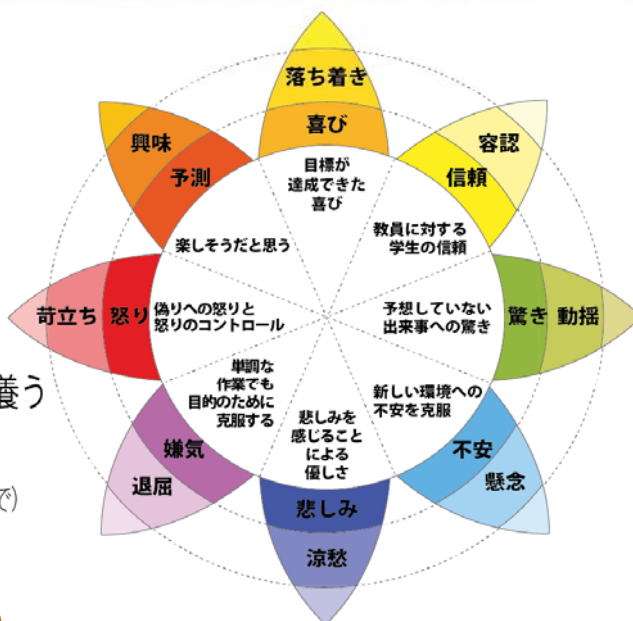 落ち着き
喜び
目標が
達成できた
喜び
容認
信頼
教員に対する
学生の信頼
興味
予測
楽しそうだと思う
苛立ち
怒り
偽りへの怒りと
怒りのコントロール
予想していない
出来事への驚き
驚き
動揺
養う
単調な
作業でも
目的のために
克服する
嫌気
退屈
新しい環境への
不安を克服
不安
懸念
悲しみを
感じること
による
優しさ
悲しみ
涼愁
で)